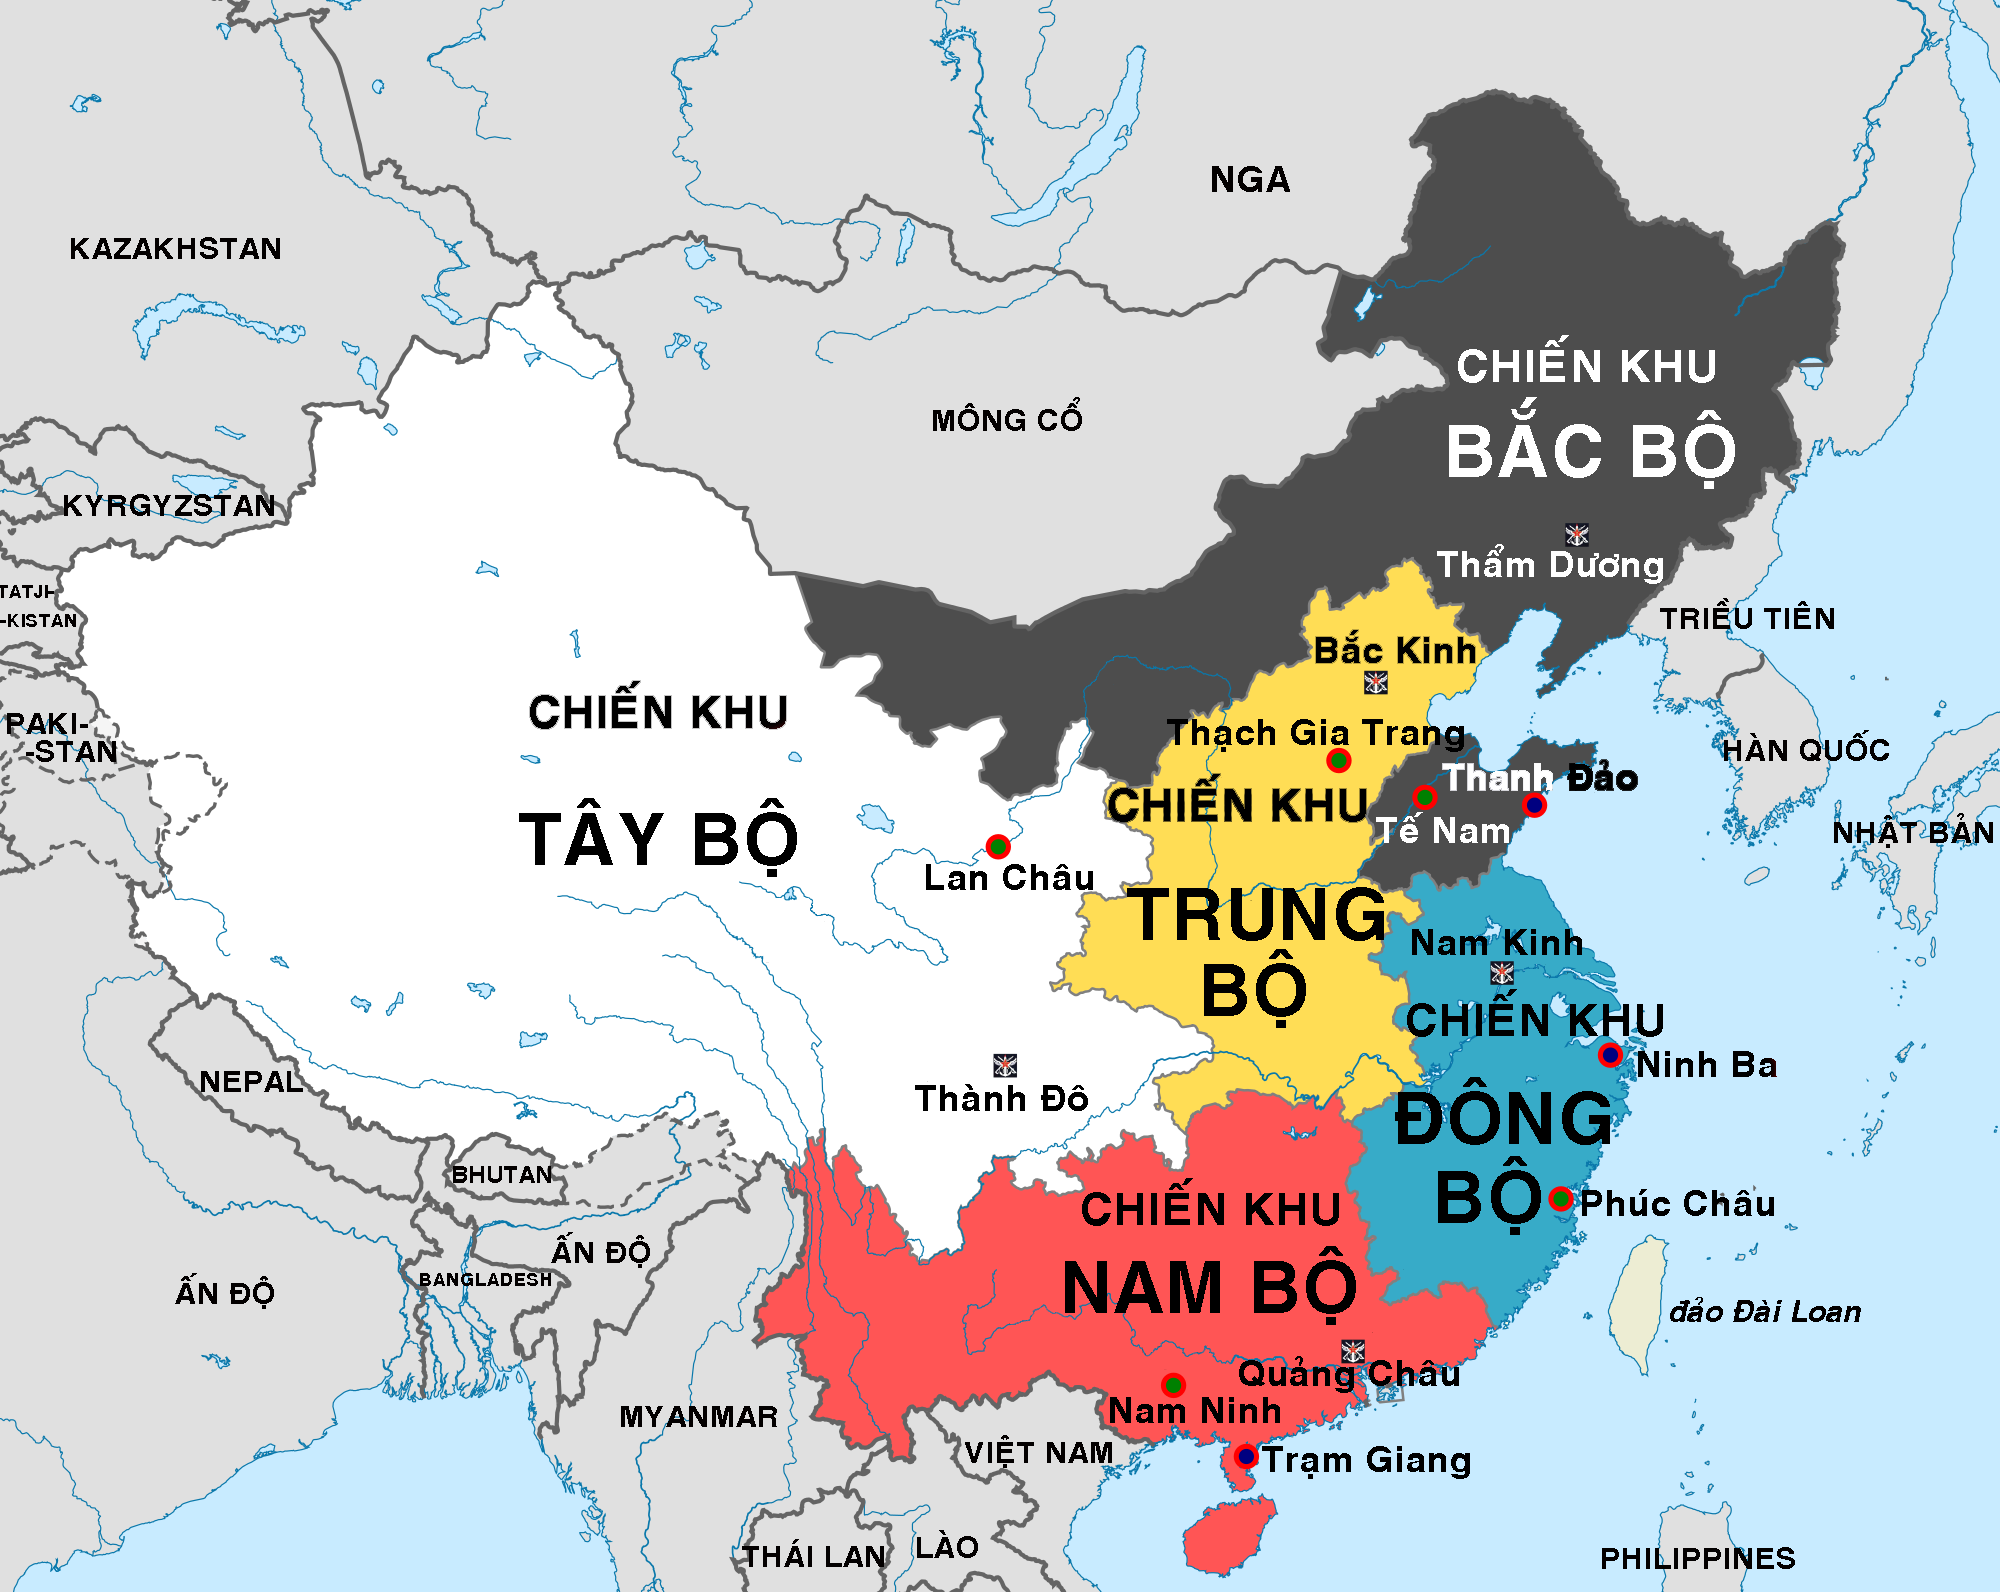 NGA
KAZAKHSTAN
CHIẾN KHU
BẮC BỘ
MÔNG CỔ
KYRGYZSTAN
Thẩm Dương
TATJI-
-KISTAN
TRIỀU TIÊN
Bắc Kinh
CHIẾN KHU
TÂY BỘ
PAKI-
-STAN
Thạch Gia Trang
HÀN QUỐC
Thanh Đảo
CHIẾN KHU
TRUNG
BỘ
Tế Nam
NHẬT BẢN
Lan Châu
Nam Kinh
CHIẾN KHU
ĐÔNG
BỘ
Ninh Ba
NEPAL
Thành Đô
BHUTAN
Phúc Châu
CHIẾN KHU
NAM BỘ
ẤN ĐỘ
BANGLADESH
ẤN ĐỘ
đảo Đài Loan
Quảng Châu
Nam Ninh
MYANMAR
VIỆT NAM
Trạm Giang
THÁI LAN
LÀO
PHILIPPINES